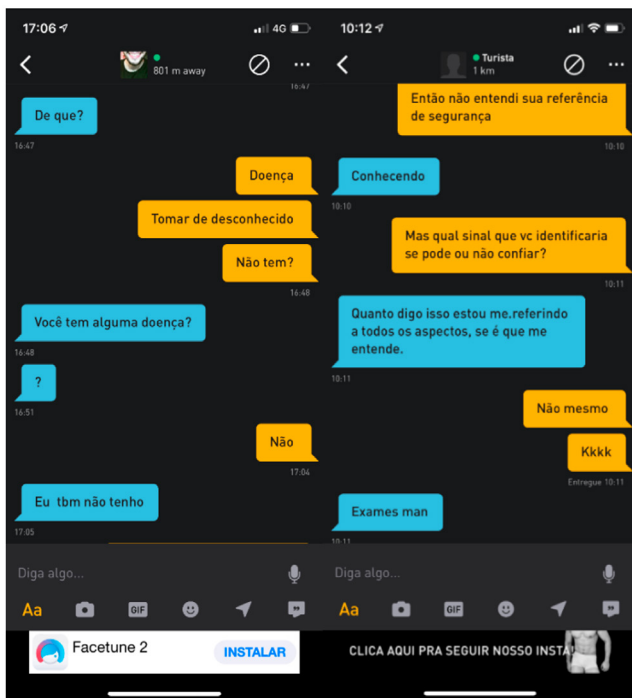 17:06
4G
801 m away
16:47
De que?
16:47
Doença
Tomar de desconhecido
Não tem?
16:48
Você tem alguma doença?
16:48
?
16:51
Não
17:04
Eu tbm não tenho
17:05
Diga algo...
Aa
GIF
Facetune 2
INSTALAR
10:12
Turista
1 km
Então não entendi sua referência
de segurança
10:10
Conhecendo
10:10
Mas qual sinal que vc identificaria
se pode ou não confiar?
10:11
Quanto digo isso estou me.referindo
a todos os aspectos, se é que me
entende.
10:11
Não mesmo
Kkkk
Entregue 10:11
Exames man
10:11
Diga algo...
Aa
GIF
CLICA AQUI PRA SEGUIR NOSSO INSTA!